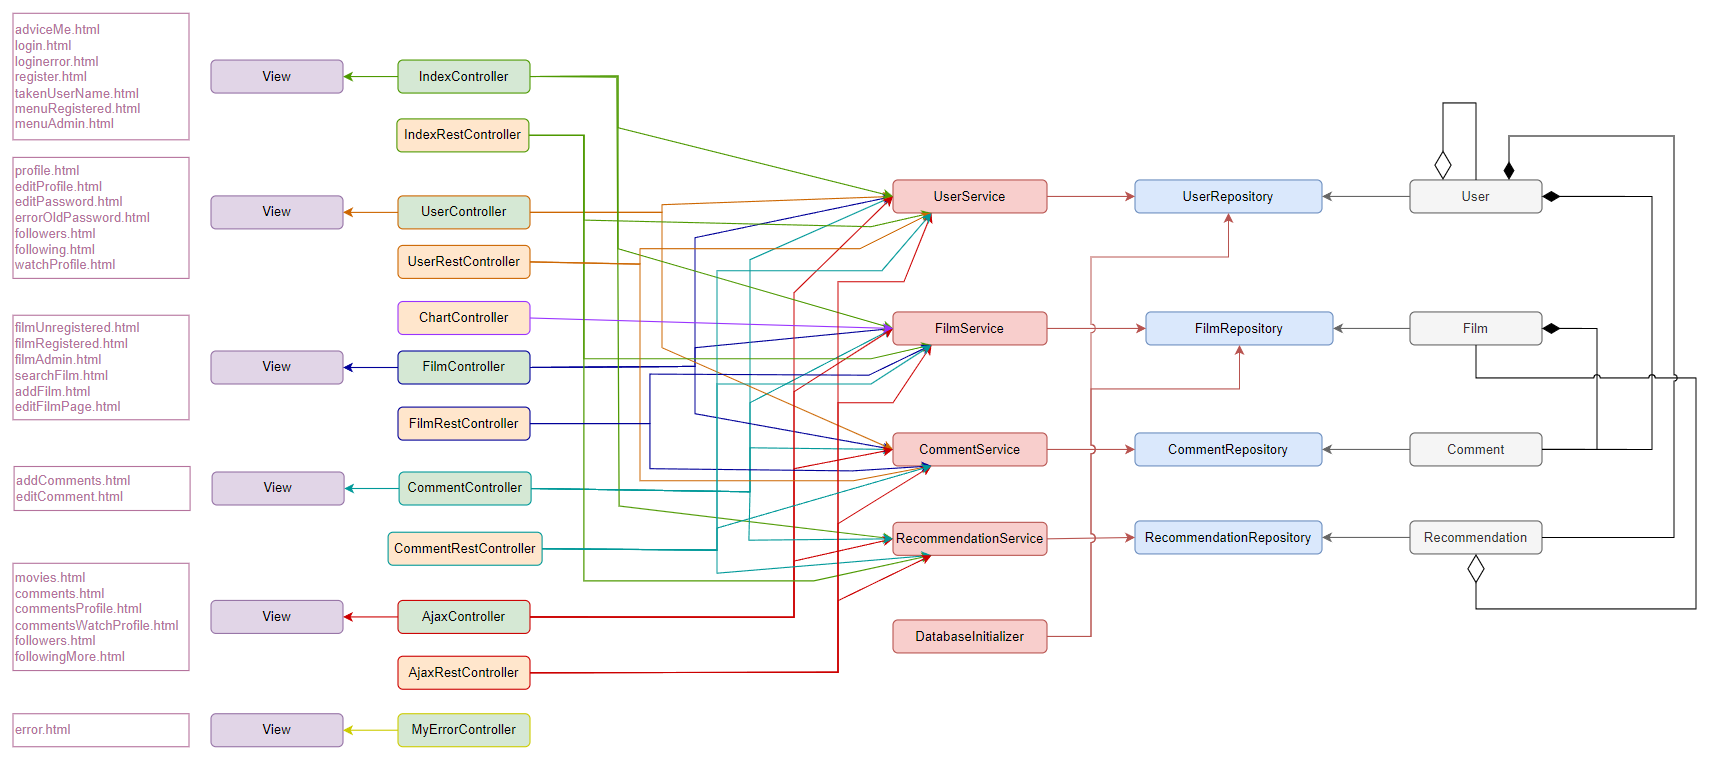 adviceMe.html
login.html
loginerror.html
register.html
takenUserName.html
menuRegistered.html
menuAdmin.html
View
IndexController
IndexRestController
profile.html
editProfile.html
editPassword.html
errorOldPassword.html
followers.html
following.html
watchProfile.html
View
UserController
UserRestController
UserService
UserRepository
User
ChartController
filmUnregistered.html
filmRegistered.html
filmAdmin.html
searchFilm.html
addFilm.html
editFilmPage.html
View
FilmController
FilmRestController
FilmService
FilmRepository
Film
CommentService
CommentRepository
Comment
addComments.html
editComment.html
View
CommentController
CommentRestController
RecommendationService
RecommendationRepository
Recommendation
movies.html
comments.html
commentsProfile.html
commentsWatchProfile.html
followers.html
followingMore.html
View
AjaxController
AjaxRestController
DatabaseInitializer
error.html
View
MyErrorController